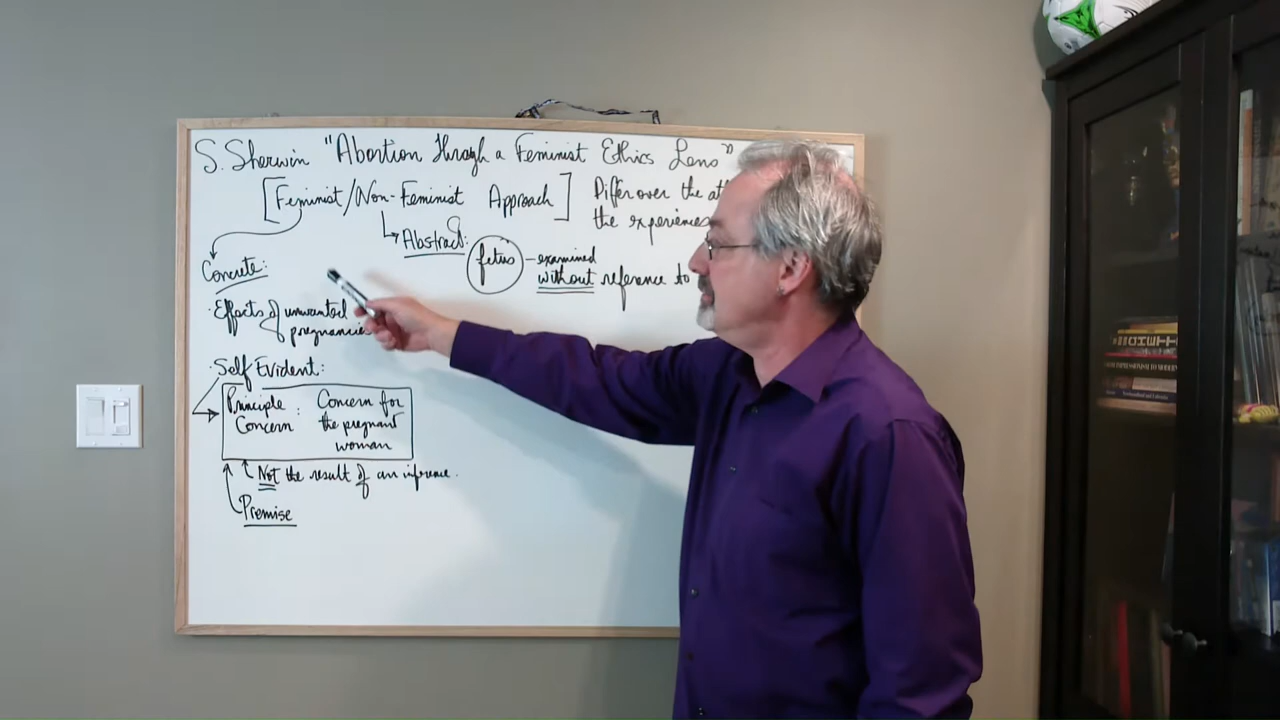 S. Sherwin "Abortion through a Feminist Ethics Lens"
[Feminist/Non-Feminist Approach]
Differ over the
the experiences
Abstract:
fetus - examined
without reference to
Concrete:
· Effects of unwanted
pregnancies
· Self Evident:
Principle : Concern for
Concern the pregnant
woman
Not the result of an inference.
Premise